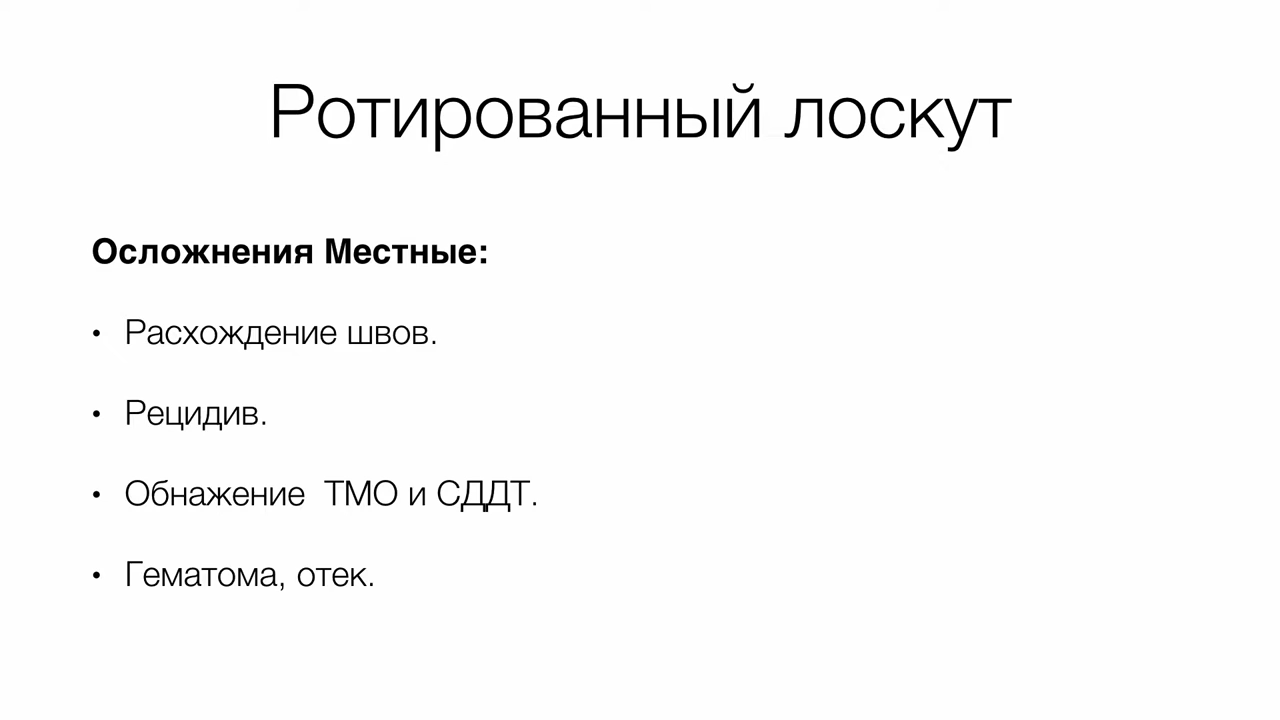 Ротированный лоскут
Осложнения Местные:
• Расхождение швов.
• Рецидив.
• Обнажение ТМО и СДДТ.
• Гематома, отек.